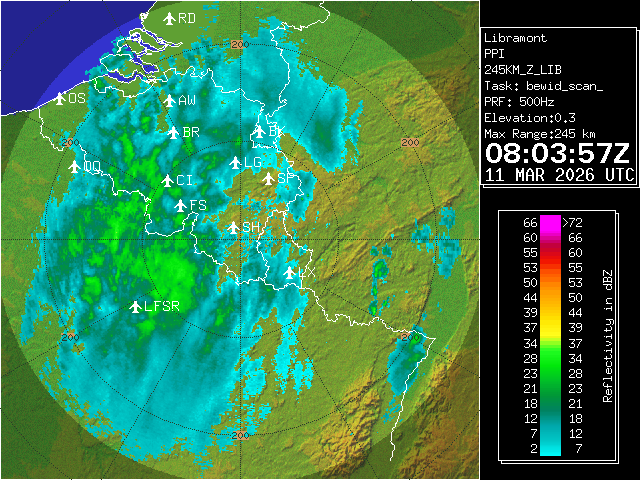 RD
200
OS
AW
BR
BK
200
200
LG
QQ
CI
SP
FS
SH
LX
LFSR
200
200
200
Libramont
PPI
245KM_Z_LIB
Task: bewid_scan_
PRF: 500Hz
Elevation:0.3
Max Range:245 km
08:03:57Z
11 MAR 2026 UTC
66 >72
60 66
55 60
53 55
50 53
44 50
39 44
37 39
34 37
28 34
23 28
21 23
18 21
12 18
7 12
2 7
Reflectivity in dBZ